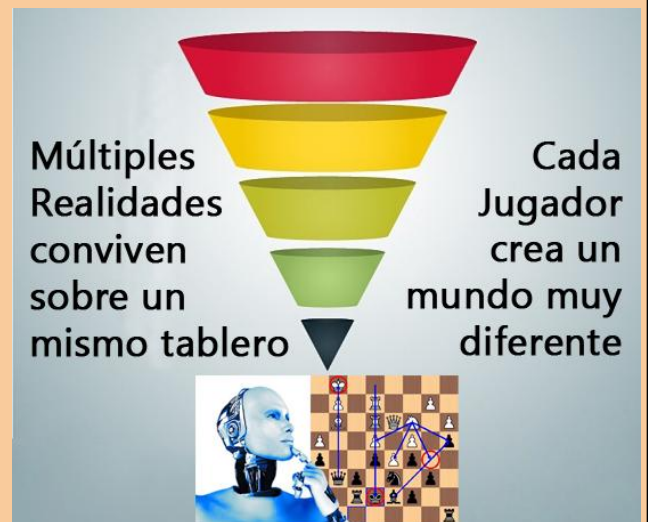 Múltiples
Realidades
conviven
sobre un
mismo tablero
Cada
Jugador
crea un
mundo muy
diferente